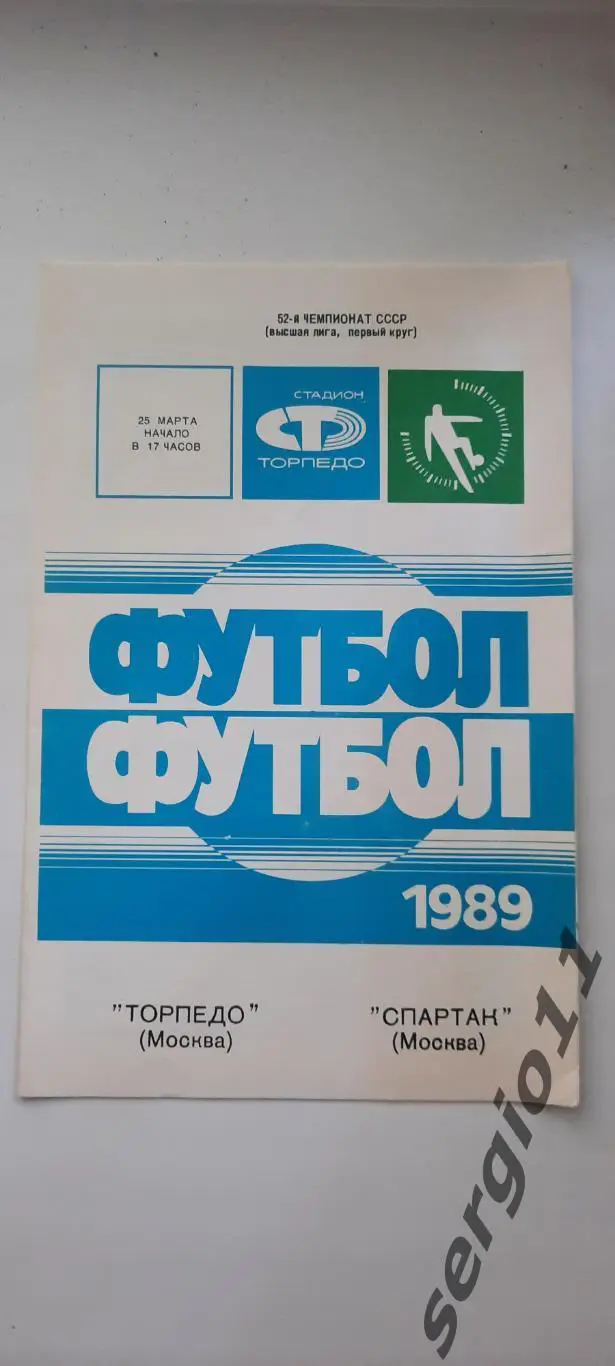 52-й ЧЕМПИОНАТ СССР
(высшая лига, первый круг)
25 МАРТА
НАЧАЛО
В 17 ЧАСОВ
СТАДИОН
СТ
ТОРПЕДО
ФУТБОЛ
ФУТБОЛ
1989
"ТОРПЕДО"
(Москва)
"СПАРТАК"
(Москва)
sergio11